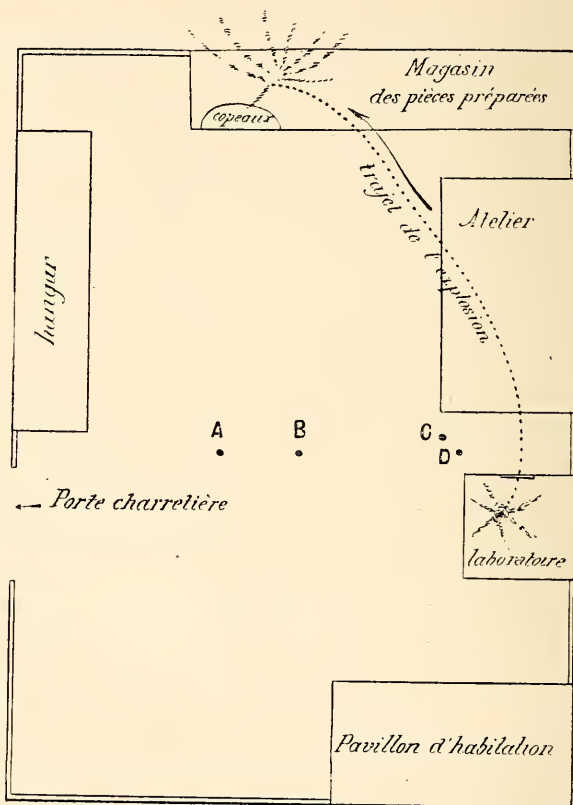 Magasin
des pièces préparées
copeaux
trajet de l'explosion
Atelier
hangar
A
B
C
D
Porte charretière
laboratoire
Pavillon d'habitation